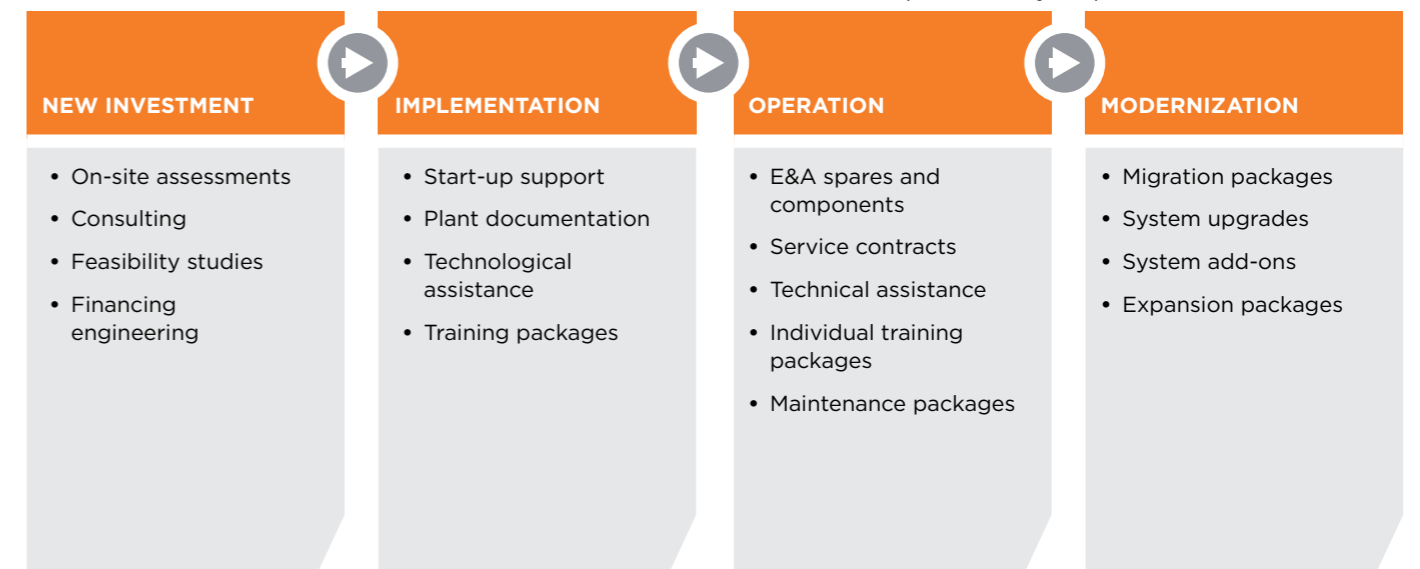 NEW INVESTMENT
• On-site assessments
• Consulting
• Feasibility studies
• Financing
engineering
IMPLEMENTATION
• Start-up support
• Plant documentation
• Technological
assistance
• Training packages
OPERATION
• E&A spares and
components
• Service contracts
• Technical assistance
• Individual training
packages
• Maintenance packages
MODERNIZATION
• Migration packages
• System upgrades
• System add-ons
• Expansion packages